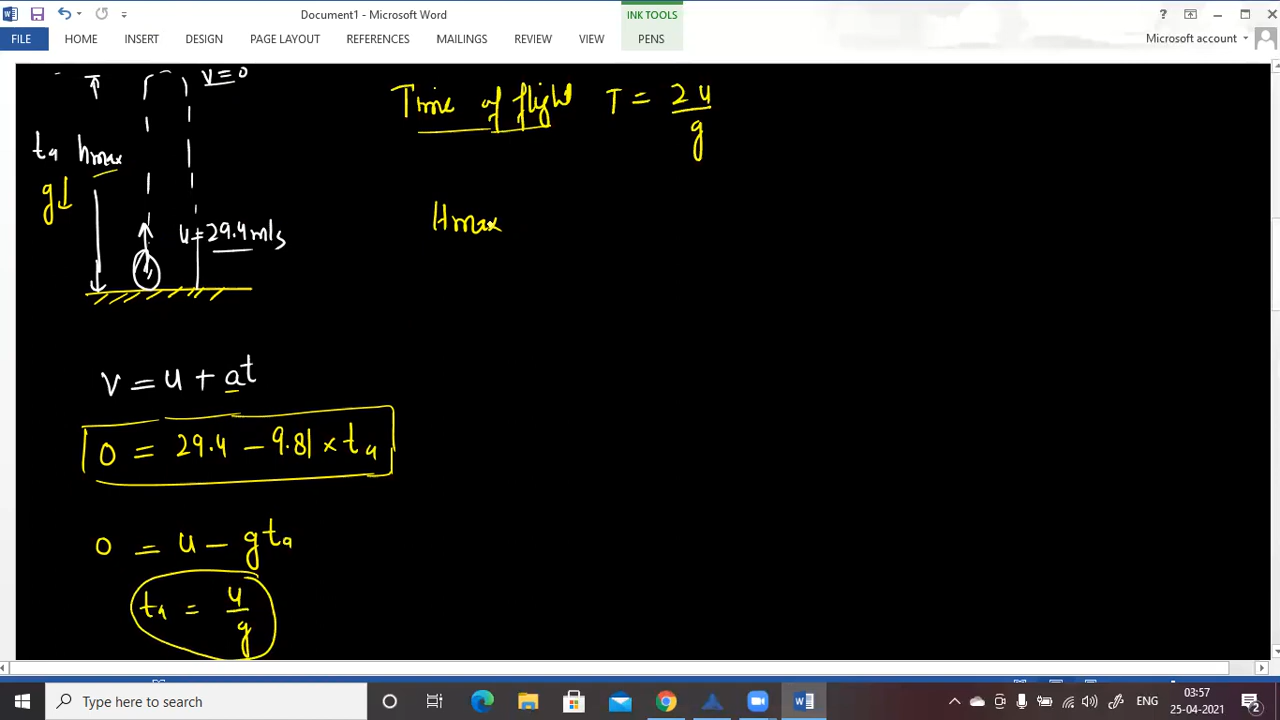 Document1 - Microsoft Word
INK TOOLS
FILE HOME INSERT DESIGN PAGE LAYOUT REFERENCES MAILINGS REVIEW VIEW PENS
Microsoft account
v = 0
Time of flight T = 2u/g
ta hmax
g↓
u = 29.4 m/s
Hmax
v = u + at
0 = 29.4 - 9.81 × ta
0 = u - gta
ta = u/g
Type here to search
ENG
03:57
25-04-2021
2